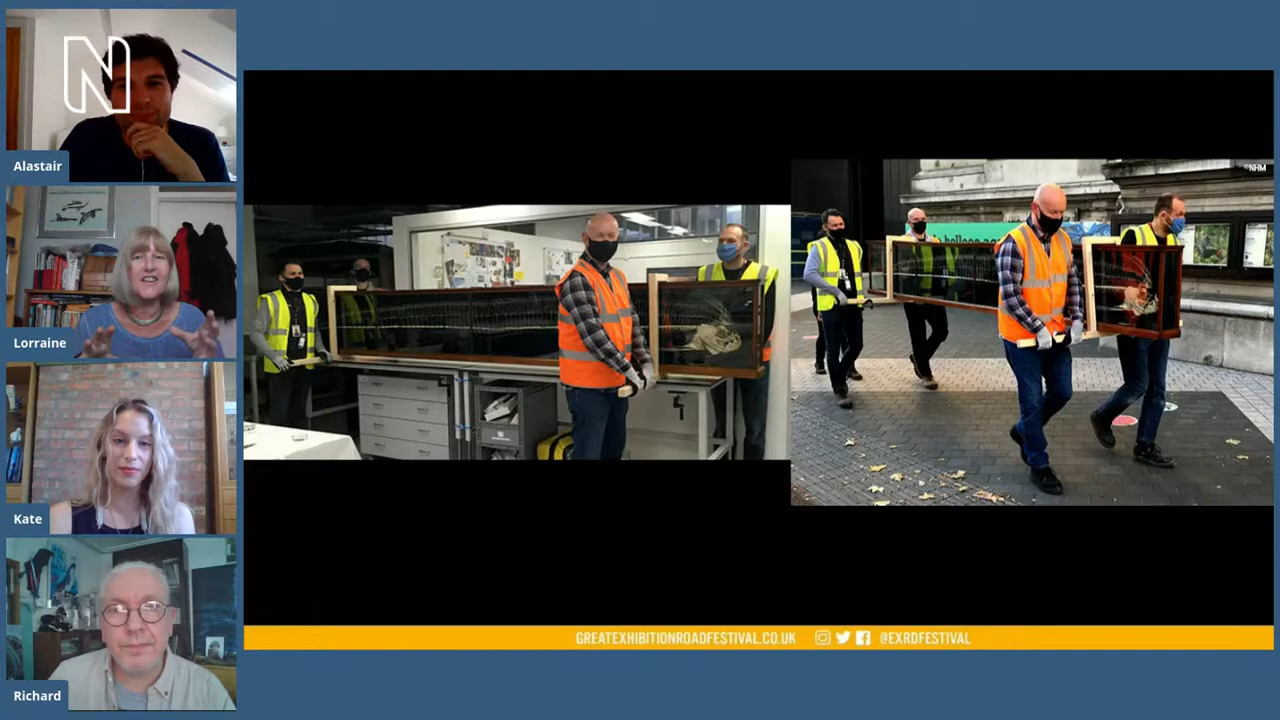 N
Alastair
Lorraine
Kate
Richard
©NHM
GREATEXHIBITIONROADFESTIVAL.CO.UK @EXRDFESTIVAL